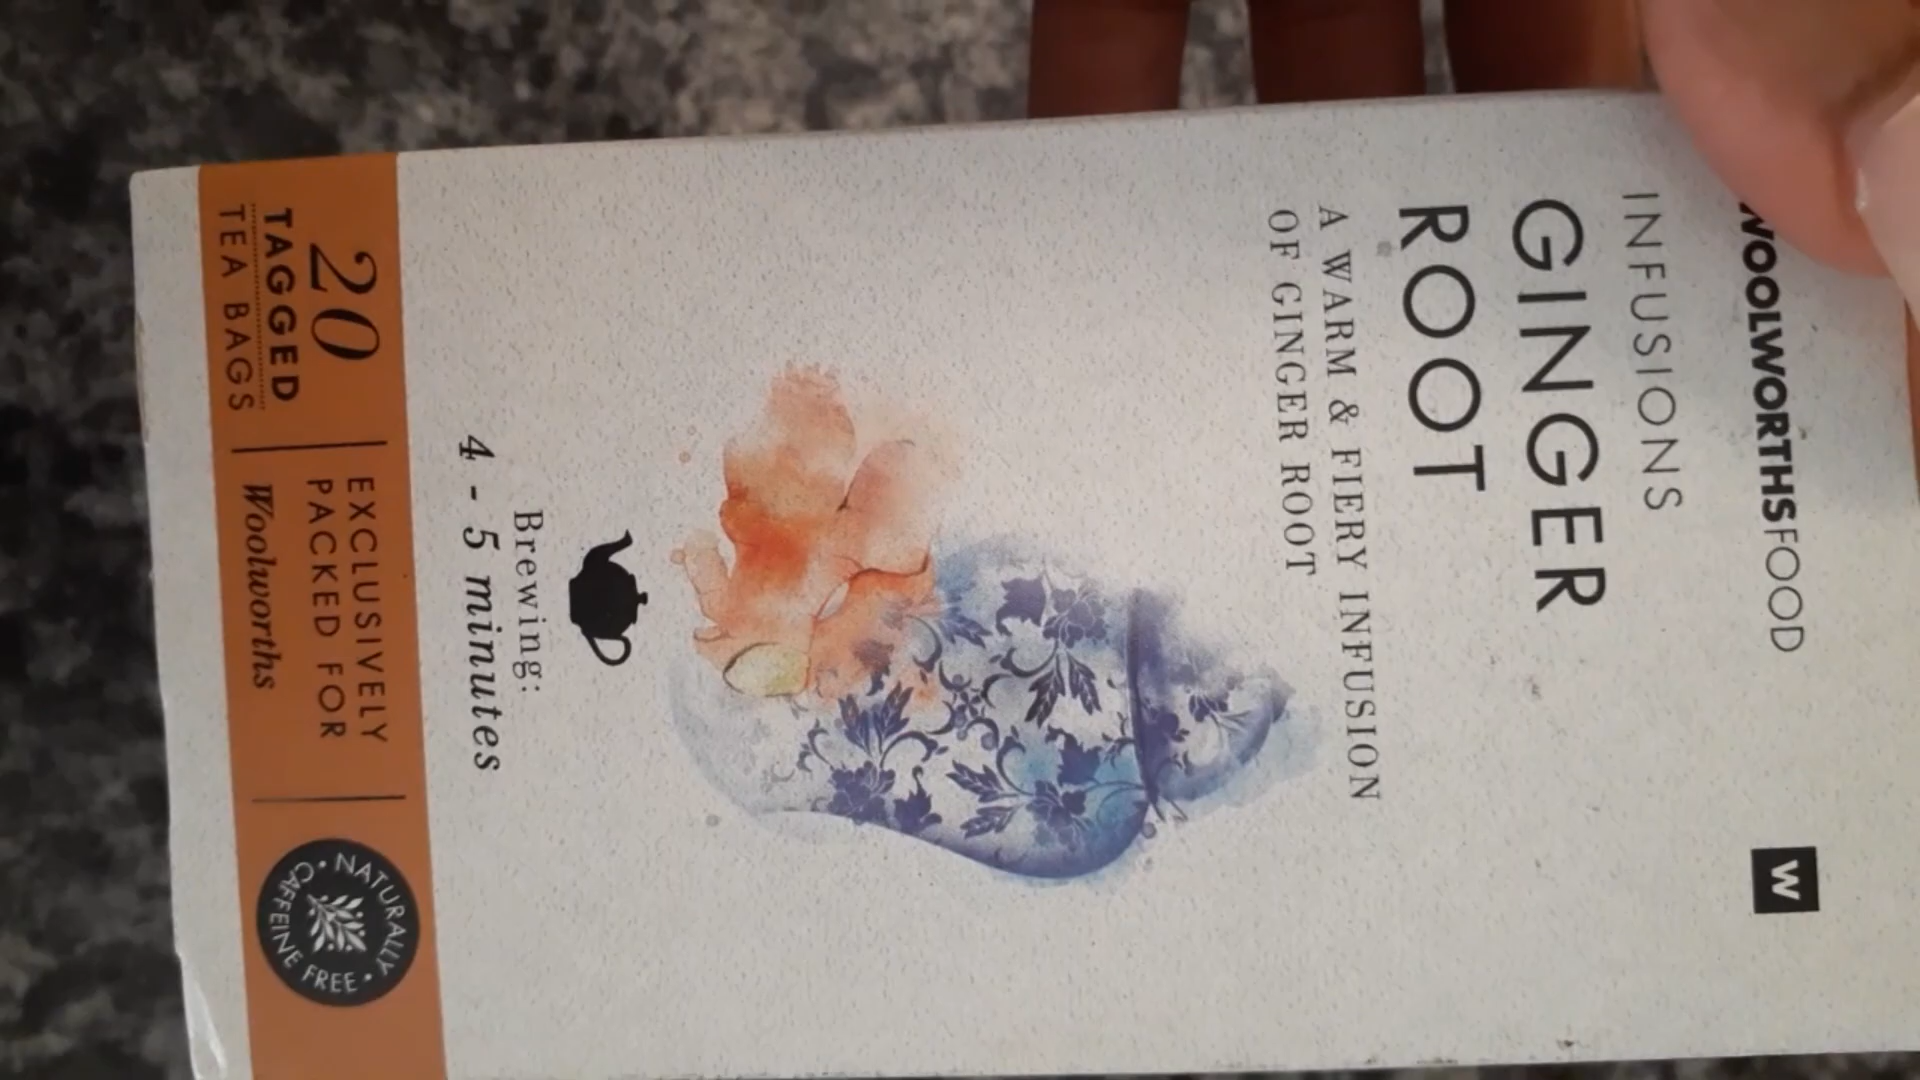 WOOLWORTHSFOOD
W
INFUSIONS
GINGER
ROOT
A WARM & FIERY INFUSION
OF GINGER ROOT
Brewing:
4 - 5 minutes
20
TAGGED
TEA BAGS
EXCLUSIVELY
PACKED FOR
Woolworths
NATURALLY
CAFFEINE FREE